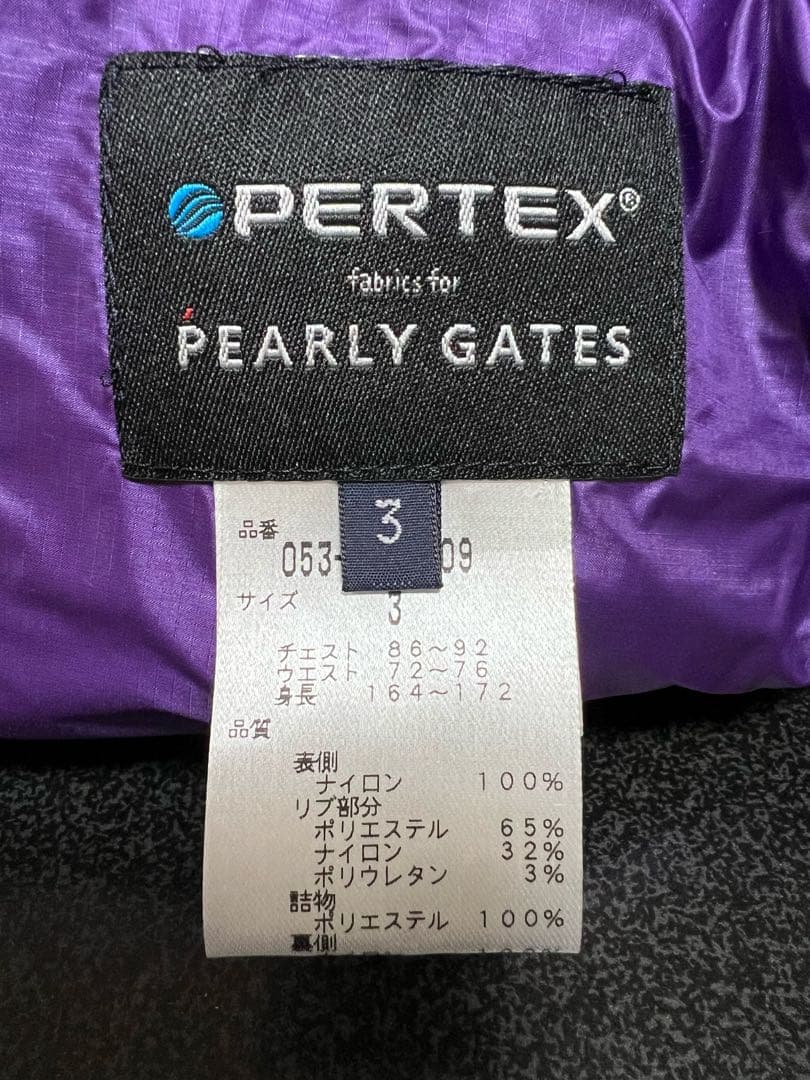 PERTEX®
fabrics for
PEARLY GATES
3
品番
053- 09
サイズ 3
チェスト 86～92
ウエスト 72～76
身長 164～172
品質
表側
ナイロン 100%
リブ部分
ポリエステル 65%
ナイロン 32%
ポリウレタン 3%
詰物
ポリエステル 100%
裏側